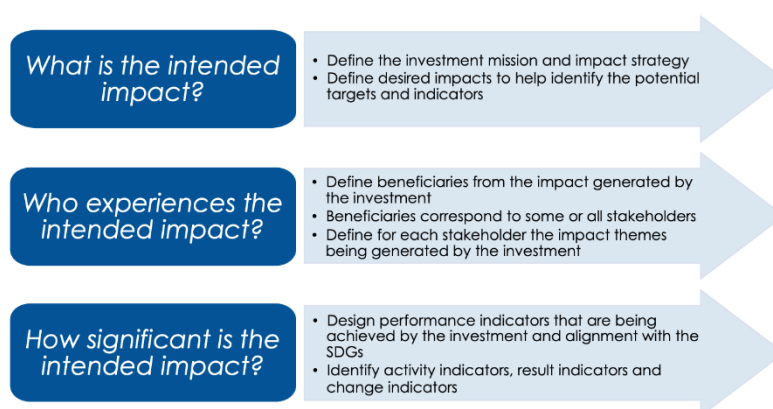 What is the intended
impact?
• Define the investment mission and impact strategy
• Define desired impacts to help identify the potential
targets and indicators
Who experiences the
intended impact?
• Define beneficiaries from the impact generated by
the investment
• Beneficiaries correspond to some or all stakeholders
• Define for each stakeholder the impact themes
being generated by the investment
How significant is the
intended impact?
• Design performance indicators that are being
achieved by the investment and alignment with the
SDGs
• Identify activity indicators, result indicators and
change indicators